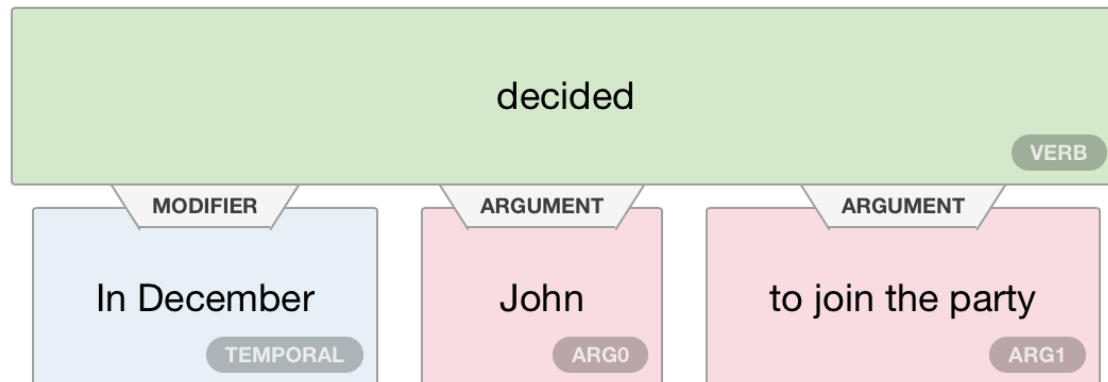 decided
VERB
MODIFIER ARGUMENT ARGUMENT
In December John to join the party
TEMPORAL ARG0 ARG1